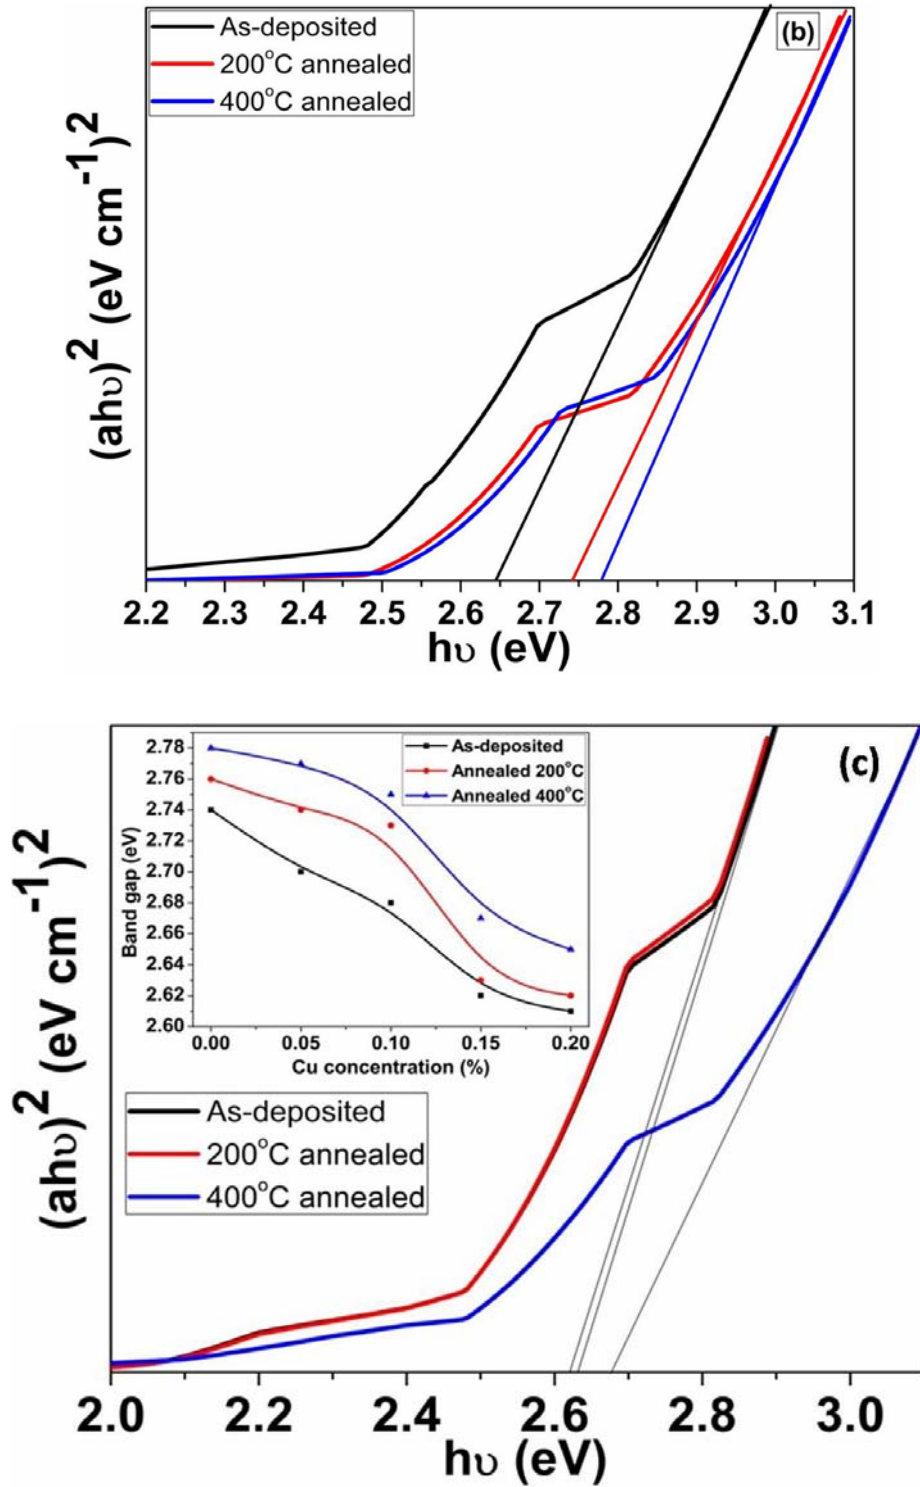 As-deposited
200°C annealed
400°C annealed
(b)
(ahυ)² (eV cm⁻¹)²
2.2 2.3 2.4 2.5 2.6 2.7 2.8 2.9 3.0 3.1
hυ (eV)
(c)
2.78
2.76
2.74
2.72
2.70
2.68
2.66
2.64
2.62
2.60
Band gap (eV)
As-deposited
Annealed 200°C
Annealed 400°C
0.00 0.05 0.10 0.15 0.20
Cu concentration (%)
As-deposited
200°C annealed
400°C annealed
(ahυ)² (eV cm⁻¹)²
2.0 2.2 2.4 2.6 2.8 3.0
hυ (eV)